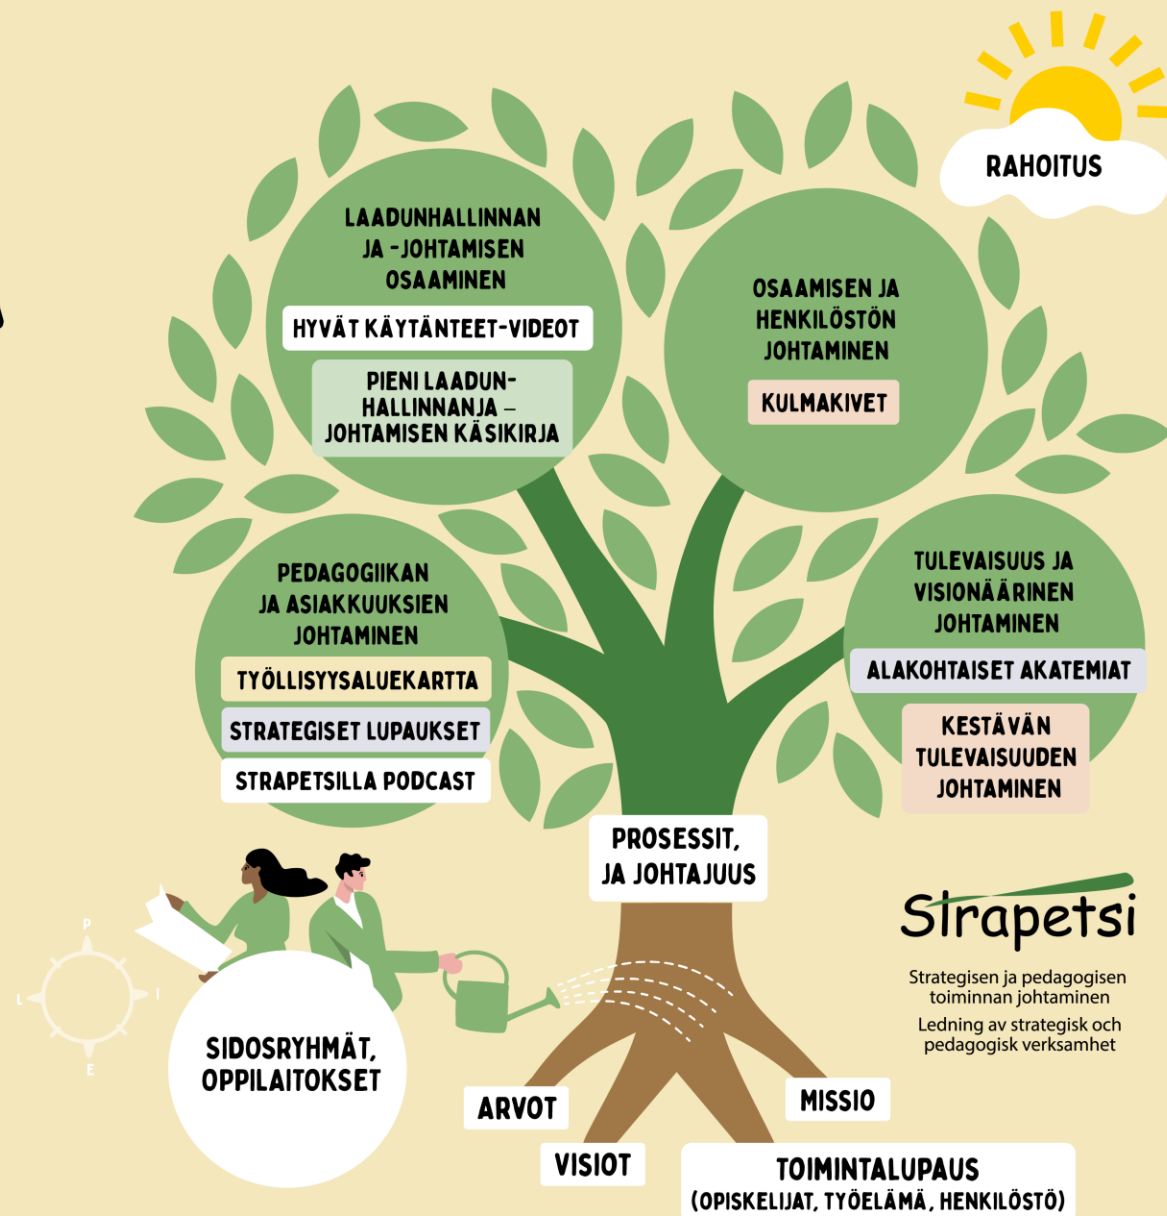 RAHOITUS
LAADUNHALLINNAN
JA -JOHTAMISEN
OSAAMINEN
HYVÄT KÄYTÄNTEET-VIDEOT
PIENI LAADUN-
HALLINNANJA –
JOHTAMISEN KÄSIKIRJA
OSAAMISEN JA
HENKILÖSTÖN
JOHTAMINEN
KULMAKIVET
PEDAGOGIIKAN
JA ASIAKKUUKSIEN
JOHTAMINEN
TYÖLLISYYSALUEKARTTA
STRATEGISET LUPAUKSET
STRAPETSILLA PODCAST
TULEVAISUUS JA
VISIONÄÄRINEN
JOHTAMINEN
ALAKOHTAISET AKATEMIAT
KESTÄVÄN
TULEVAISUUDEN
JOHTAMINEN
PROSESSIT,
JA JOHTAJUUS
Strapetsi
Strategisen ja pedagogisen
toiminnan johtaminen
Ledning av strategisk och
pedagogisk verksamhet
P
L
I
E
SIDOSRYHMÄT,
OPPILAITOKSET
ARVOT
MISSIO
VISIOT
TOIMINTALUPAUS
(OPISKELIJAT, TYÖELÄMÄ, HENKILÖSTÖ)